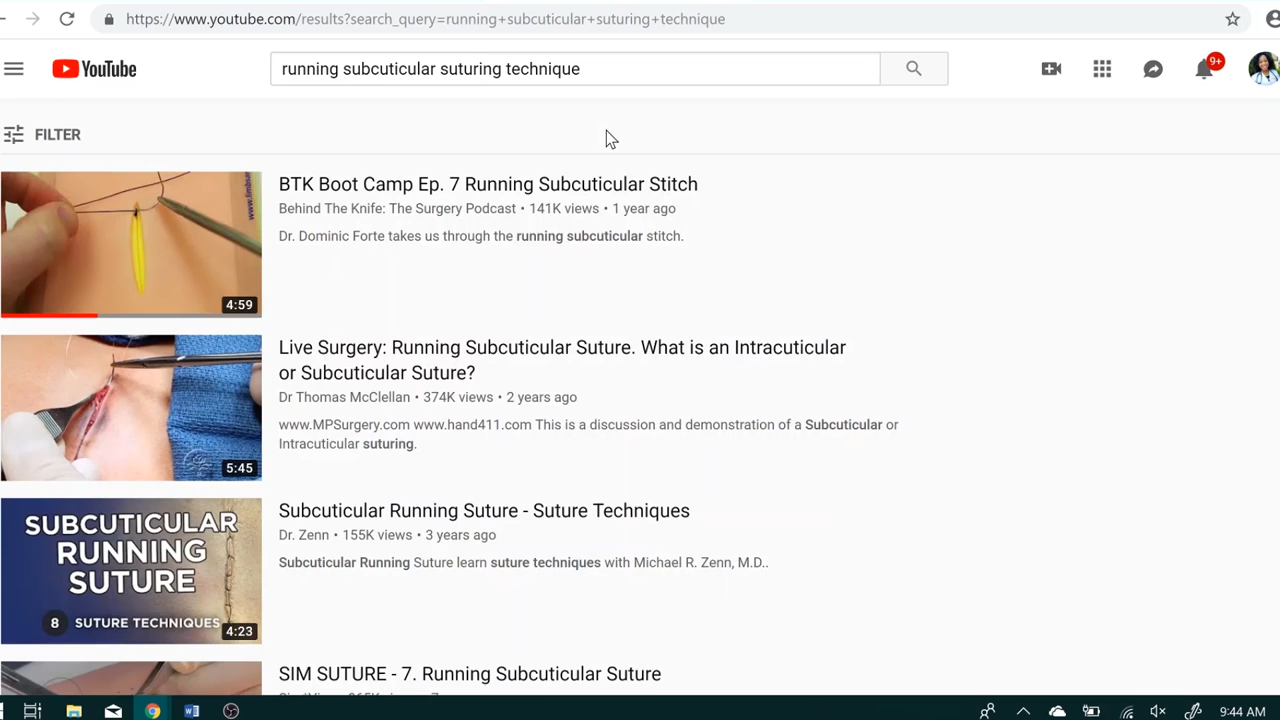 https://www.youtube.com/results?search_query=running+subcuticular+suturing+technique
YouTube
running subcuticular suturing technique
9+
FILTER
BTK Boot Camp Ep. 7 Running Subcuticular Stitch
Behind The Knife: The Surgery Podcast • 141K views • 1 year ago
Dr. Dominic Forte takes us through the running subcuticular stitch.
4:59
Live Surgery: Running Subcuticular Suture. What is an Intracuticular
or Subcuticular Suture?
Dr Thomas McClellan • 374K views • 2 years ago
www.MPSurgery.com www.hand411.com This is a discussion and demonstration of a Subcuticular or
Intracuticular suturing.
5:45
SUBCUTICULAR
RUNNING
SUTURE
8 SUTURE TECHNIQUES
4:23
Subcuticular Running Suture - Suture Techniques
Dr. Zenn • 155K views • 3 years ago
Subcuticular Running Suture learn suture techniques with Michael R. Zenn, M.D..
SIM SUTURE - 7. Running Subcuticular Suture
9:44 AM